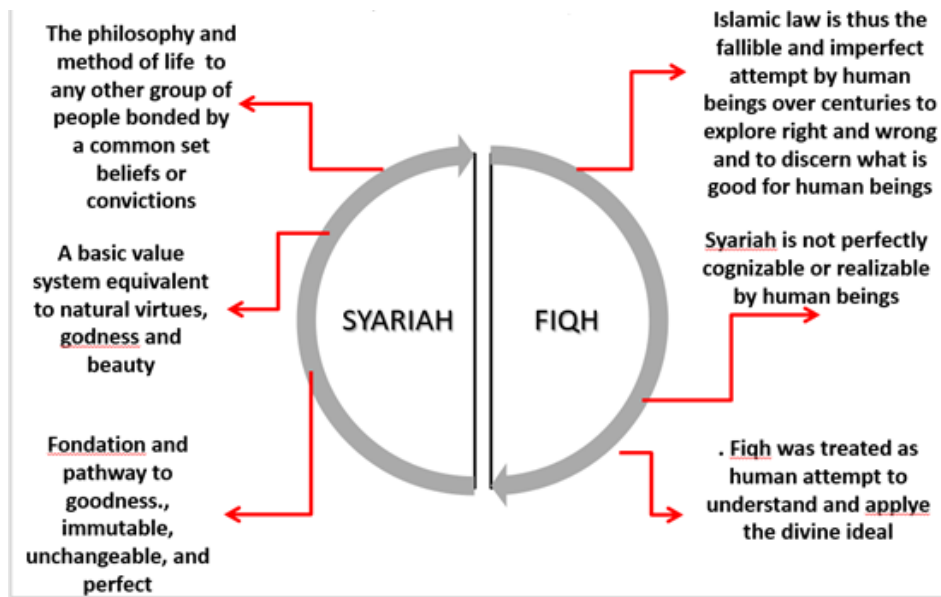 The philosophy and
method of life to
any other group of
people bonded by
a common set
beliefs or
convictions
A basic value
system equivalent
to natural virtues,
godness and
beauty
Fondation and
pathway to
goodness., 
immutable,
unchangeable, and
perfect
SYARIAH
FIQH
Islamic law is thus the
fallible and imperfect
attempt by human
beings over centuries to
explore right and wrong
and to discern what is
good for human beings
Syariah is not perfectly
cognizable or realizable
by human beings
. Fiqh was treated as
human attempt to
understand and applye
the divine ideal